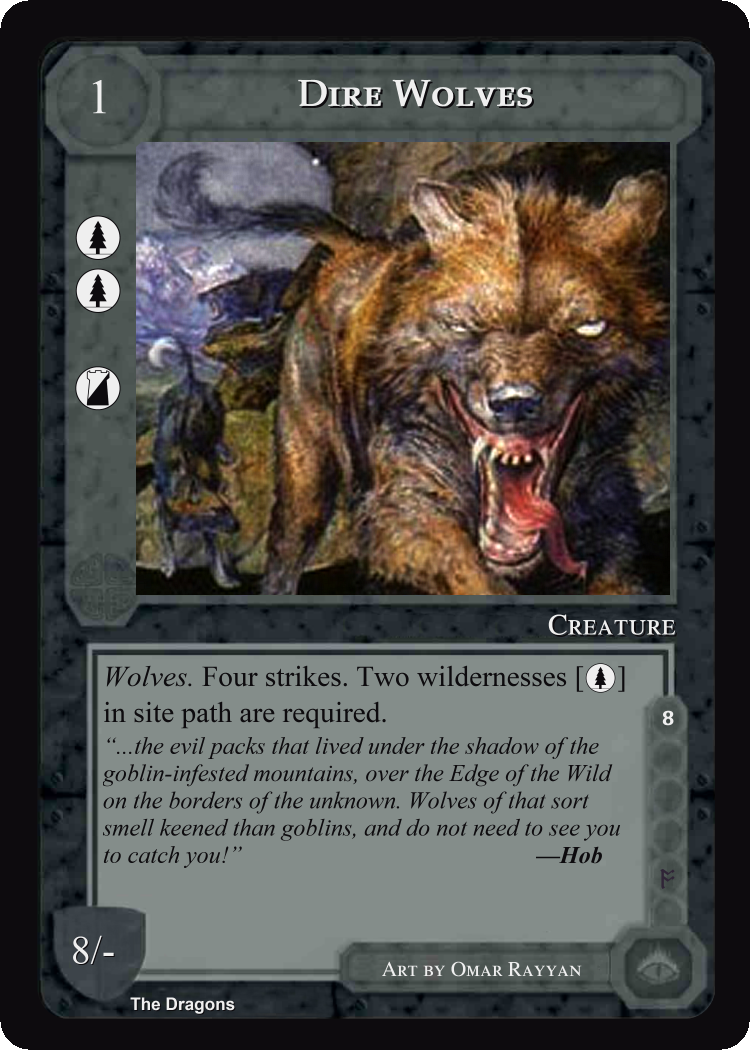 1
DIRE WOLVES
CREATURE
Wolves. Four strikes. Two wildernesses [ ]
in site path are required.
8
“...the evil packs that lived under the shadow of the
goblin-infested mountains, over the Edge of the Wild
on the borders of the unknown. Wolves of that sort
smell keened than goblins, and do not need to see you
to catch you!” —Hob
8/-
ART BY OMAR RAYYAN
The Dragons